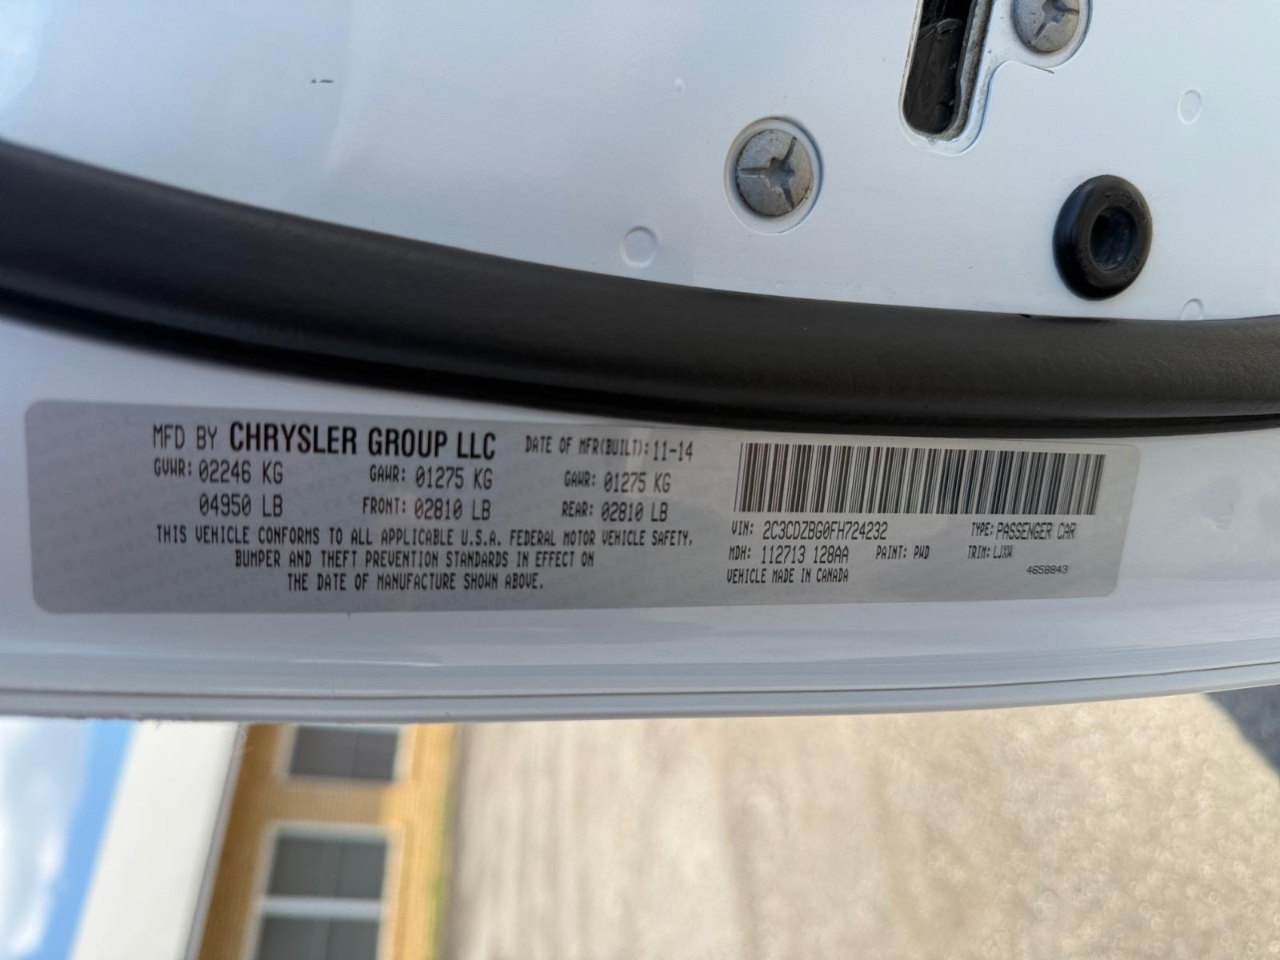 MFD BY CHRYSLER GROUP LLC DATE OF MFR(BUILT): 11-14
GVWR: 02246 KG GAWR: 01275 KG GAWR: 01275 KG
04950 LB FRONT: 02810 LB REAR: 02810 LB
THIS VEHICLE CONFORMS TO ALL APPLICABLE U.S.A. FEDERAL MOTOR VEHICLE SAFETY,
BUMPER AND THEFT PREVENTION STANDARDS IN EFFECT ON
THE DATE OF MANUFACTURE SHOWN ABOVE.
VIN: 2C3CDZBG0FH724232 TYPE: PASSENGER CAR
MDH: 112713 128AA PAINT: PWD TRIM: LJXW
VEHICLE MADE IN CANADA 4658843